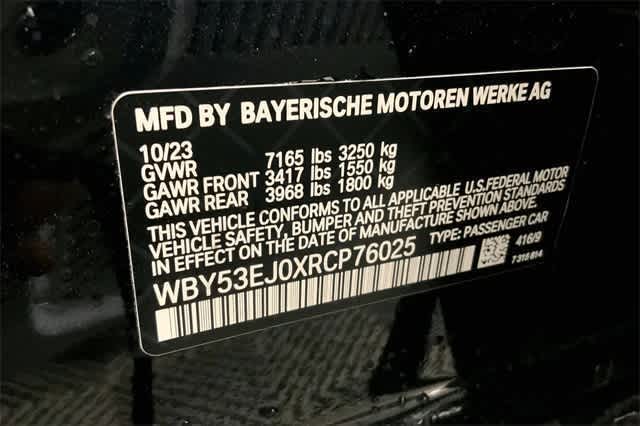 MFD BY BAYERISCHE MOTOREN WERKE AG
10/23
GVWR 7165 lbs 3250 kg
GAWR FRONT 3417 lbs 1550 kg
GAWR REAR 3968 lbs 1800 kg
THIS VEHICLE CONFORMS TO ALL APPLICABLE U.S.FEDERAL MOTOR
VEHICLE SAFETY, BUMPER AND THEFT PREVENTION STANDARDS
IN EFFECT ON THE DATE OF MANUFACTURE SHOWN ABOVE.
WBY53EJ0XRCP76025 TYPE: PASSENGER CAR
416/9
7318814